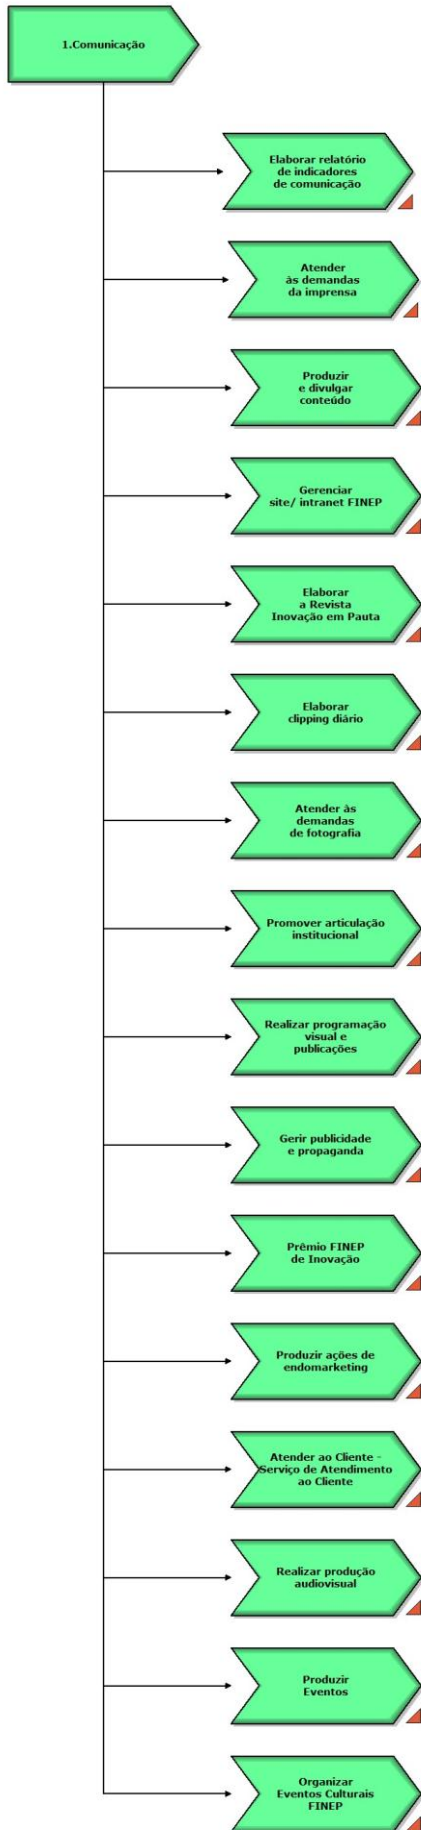 1.Comunicação
Elaborar relatório
de indicadores
de comunicação
Atender
às demandas
da imprensa
Produzir
e divulgar
conteúdo
Gerenciar
site/ intranet FINEP
Elaborar
a Revista
Inovação em Pauta
Elaborar
clipping diário
Atender às
demandas
de fotografia
Promover articulação
institucional
Realizar programação
visual e
publicações
Gerir publicidade
e propaganda
Prêmio FINEP
de Inovação
Produzir ações de
endomarketing
Atender ao Cliente -
Serviço de Atendimento
ao Cliente
Realizar produção
audiovisual
Produzir
Eventos
Organizar
Eventos Culturais
FINEP